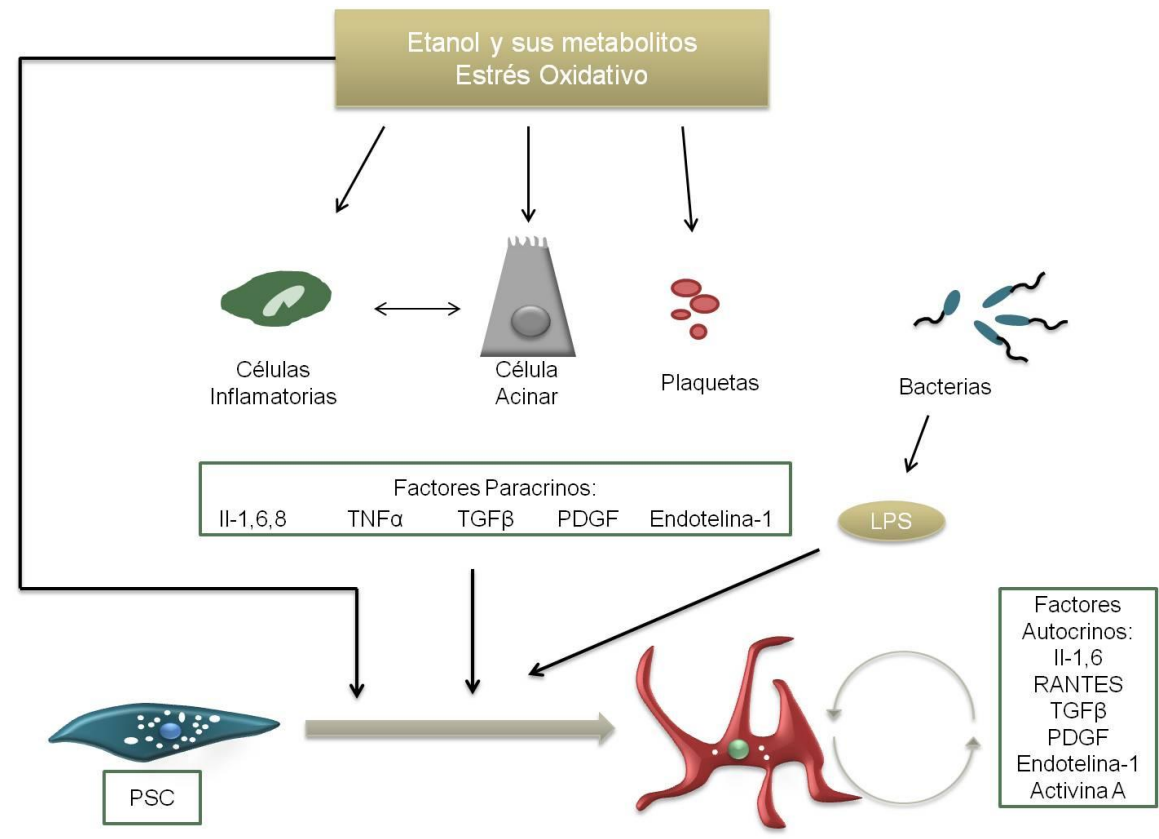 Etanol y sus metabolitos
Estrés Oxidativo
Células
Inflamatorias
Célula
Acinar
Plaquetas
Bacterias
Factores Paracrinos:
Il-1,6,8 TNFα TGFβ PDGF Endotelina-1
LPS
Factores
Autocrinos:
Il-1,6
RANTES
TGFβ
PDGF
Endotelina-1
Activina A
PSC